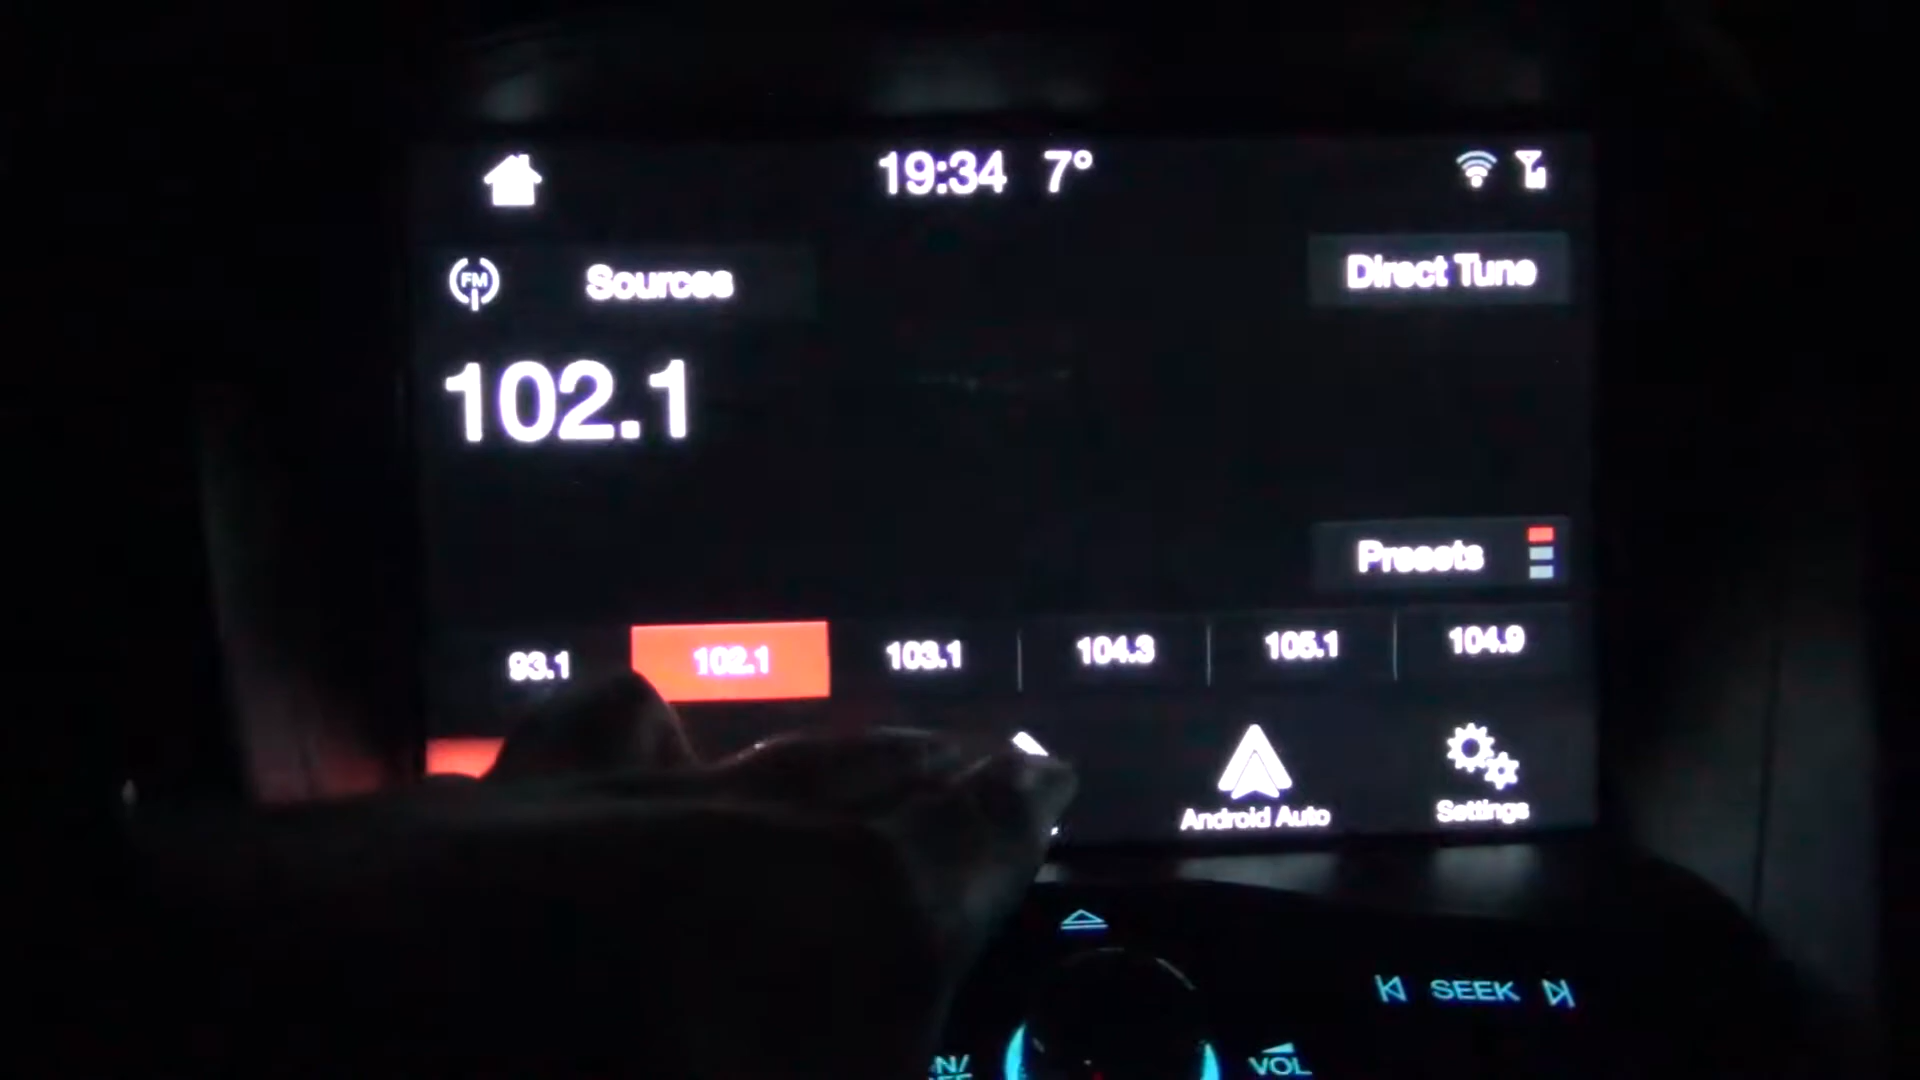 19:34 7°
FM Sources Direct Tune
102.1
Presets
93.1 102.1 103.1 104.3 105.1 104.9
Android Auto Settings
SEEK
VOL